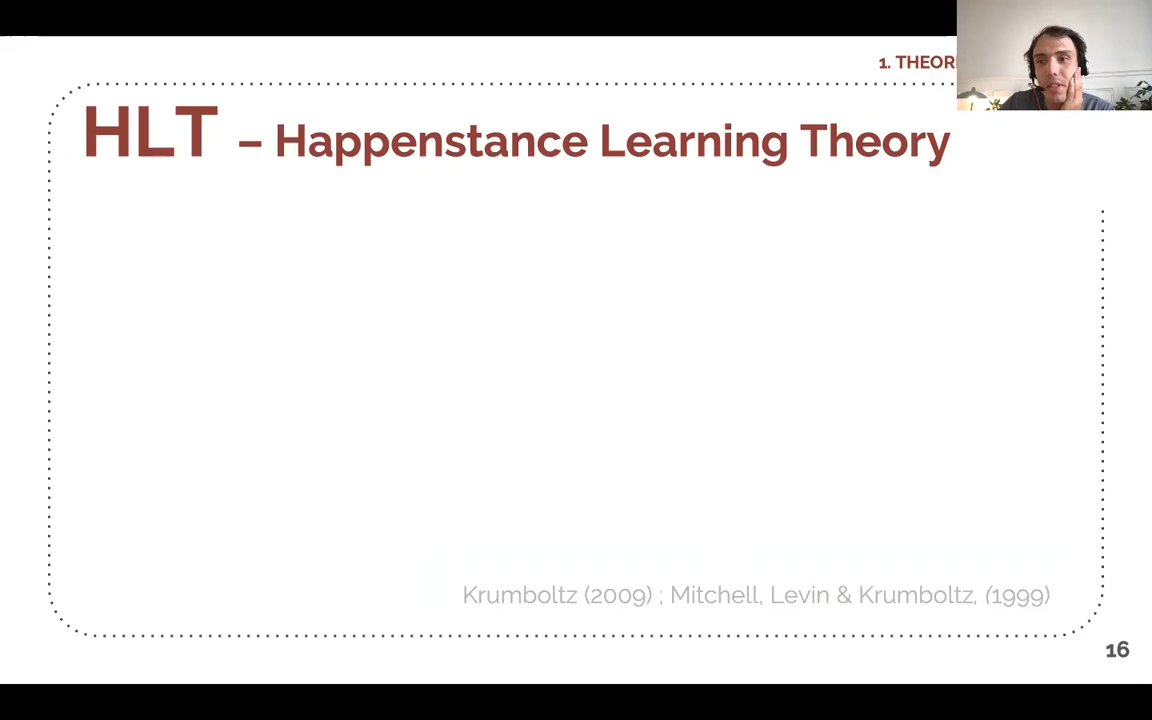 1. THEOR
HLT – Happenstance Learning Theory
Krumboltz (2009) ; Mitchell, Levin & Krumboltz, (1999)
16